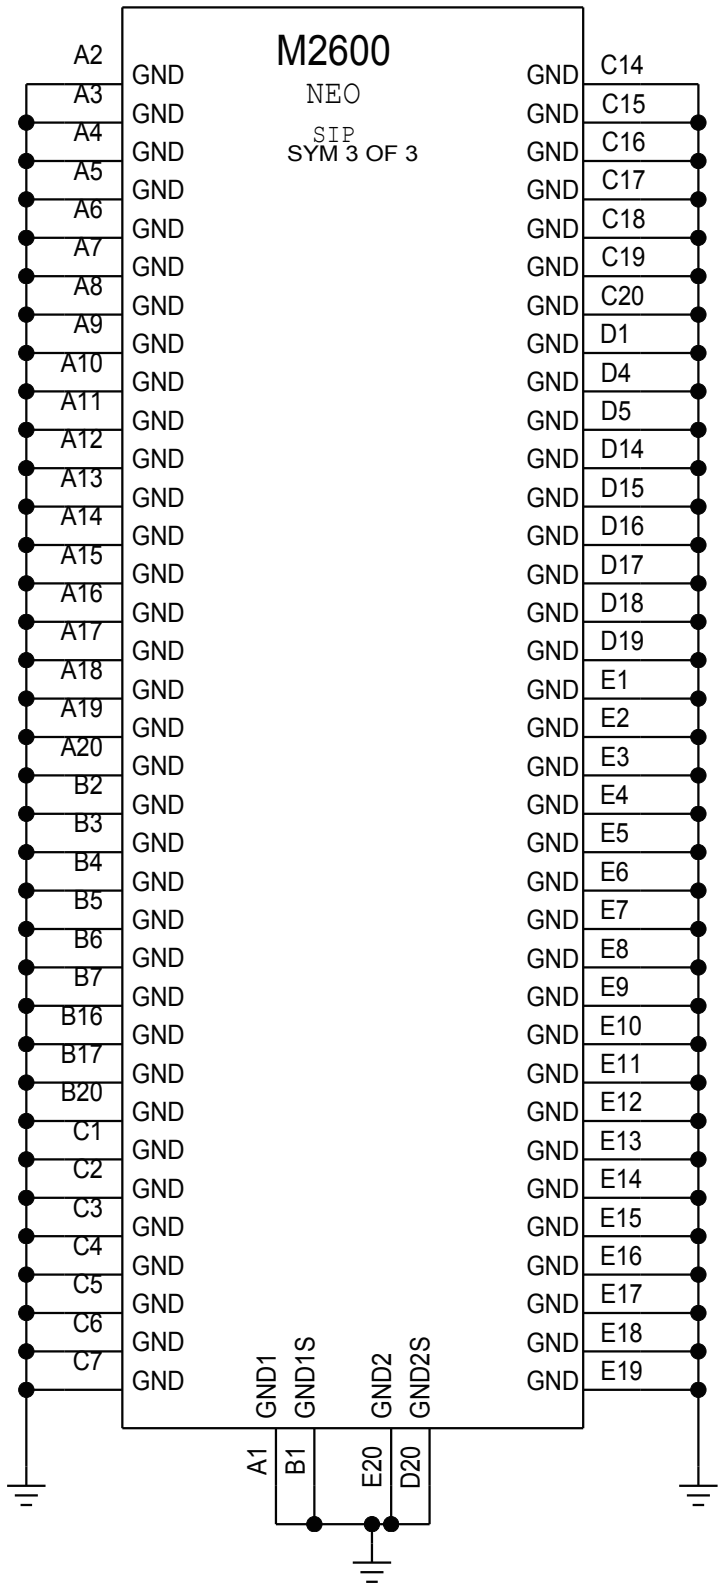 M2600
NEO
SIP
SYM 3 OF 3
A2 GND GND C14
A3 GND GND C15
A4 GND GND C16
A5 GND GND C17
A6 GND GND C18
A7 GND GND C19
A8 GND GND C20
A9 GND GND D1
A10 GND GND D4
A11 GND GND D5
A12 GND GND D14
A13 GND GND D15
A14 GND GND D16
A15 GND GND D17
A16 GND GND D18
A17 GND GND D19
A18 GND GND E1
A19 GND GND E2
A20 GND GND E3
B2 GND GND E4
B3 GND GND E5
B4 GND GND E6
B5 GND GND E7
B6 GND GND E8
B7 GND GND E9
B16 GND GND E10
B17 GND GND E11
B20 GND GND E12
C1 GND GND E13
C2 GND GND E14
C3 GND GND E15
C4 GND GND E16
C5 GND GND E17
C6 GND GND E18
C7 GND GND E19
GND1 GND1S GND2 GND2S
A1 B1 E20 D20